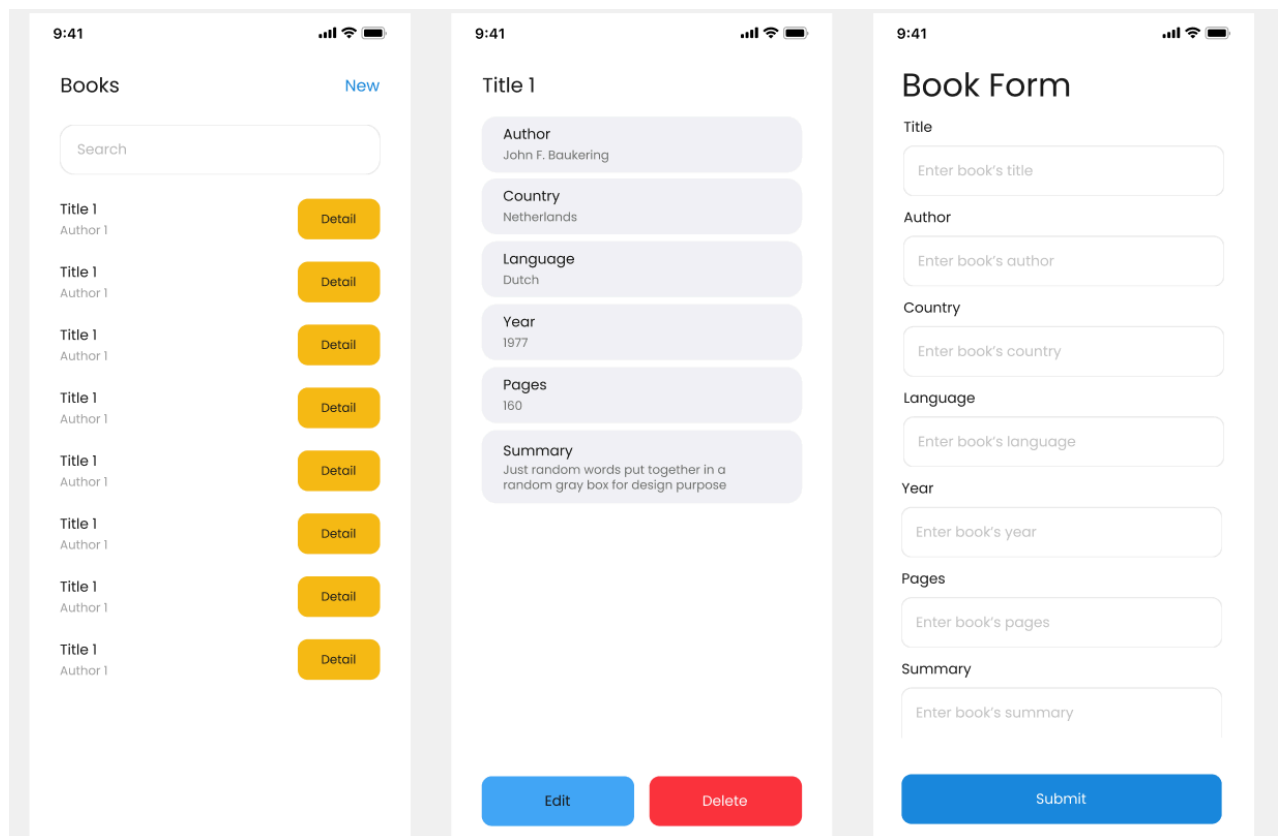 9:41
Books
New
Search
Title 1
Author 1
Detail
Title 1
Author 1
Detail
Title 1
Author 1
Detail
Title 1
Author 1
Detail
Title 1
Author 1
Detail
Title 1
Author 1
Detail
Title 1
Author 1
Detail
Title 1
Author 1
Detail
9:41
Title 1
Author
John F. Baukering
Country
Netherlands
Language
Dutch
Year
1977
Pages
160
Summary
Just random words put together in a
random gray box for design purpose
Edit
Delete
9:41
Book Form
Title
Enter book's title
Author
Enter book's author
Country
Enter book's country
Language
Enter book's language
Year
Enter book's year
Pages
Enter book's pages
Summary
Enter book's summary
Submit